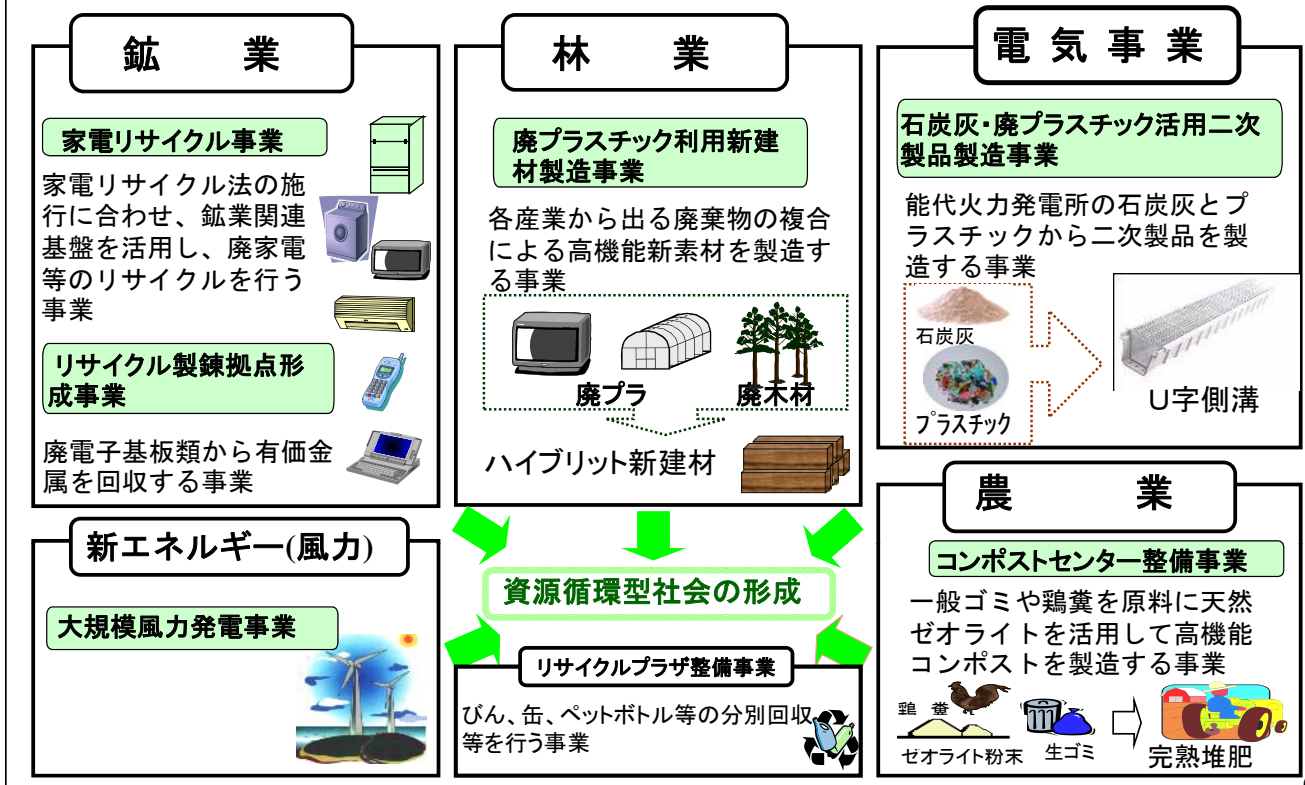 鉱　業
家電リサイクル事業
家電リサイクル法の施
行に合わせ、鉱業関連
基盤を活用し、廃家電
等のリサイクルを行う
事業
リサイクル製錬拠点形
成事業
廃電子基板類から有価金
属を回収する事業
林　業
廃プラスチック利用新建
材製造事業
各産業から出る廃棄物の複合
による高機能新素材を製造す
る事業
廃プラ
廃木材
ハイブリット新建材
電気事業
石炭灰・廃プラスチック活用二次
製品製造事業
能代火力発電所の石炭灰とプ
ラスチックから二次製品を製
造する事業
石炭灰
プラスチック
U字側溝
新エネルギー(風力)
大規模風力発電事業
資源循環型社会の形成
リサイクルプラザ整備事業
びん、缶、ペットボトル等の分別回収
等を行う事業
農　業
コンポストセンター整備事業
一般ゴミや鶏糞を原料に天然
ゼオライトを活用して高機能
コンポストを製造する事業
鶏　糞
ゼオライト粉末
生ゴミ
完熟堆肥